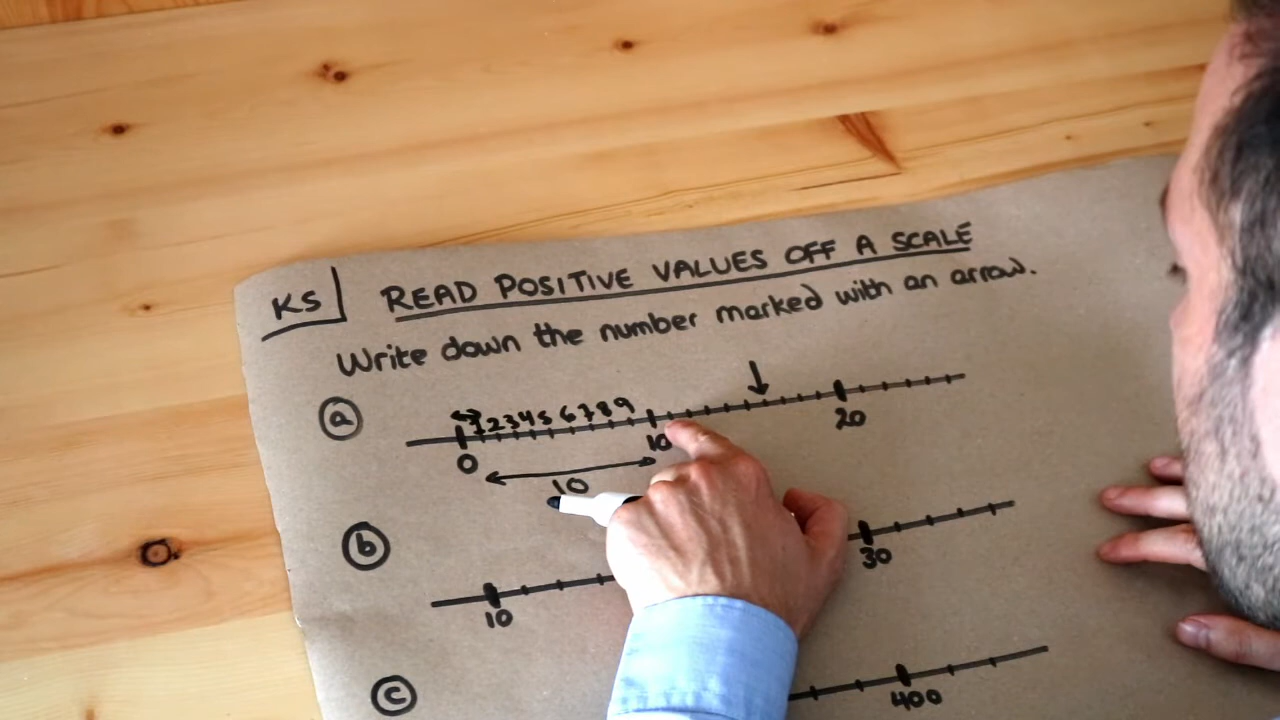 KS
READ POSITIVE VALUES OFF A SCALE
Write down the number marked with an arrow.
a
1 2 3 4 5 6 7 8 9
0 10 20
10
b
10 30
c
400